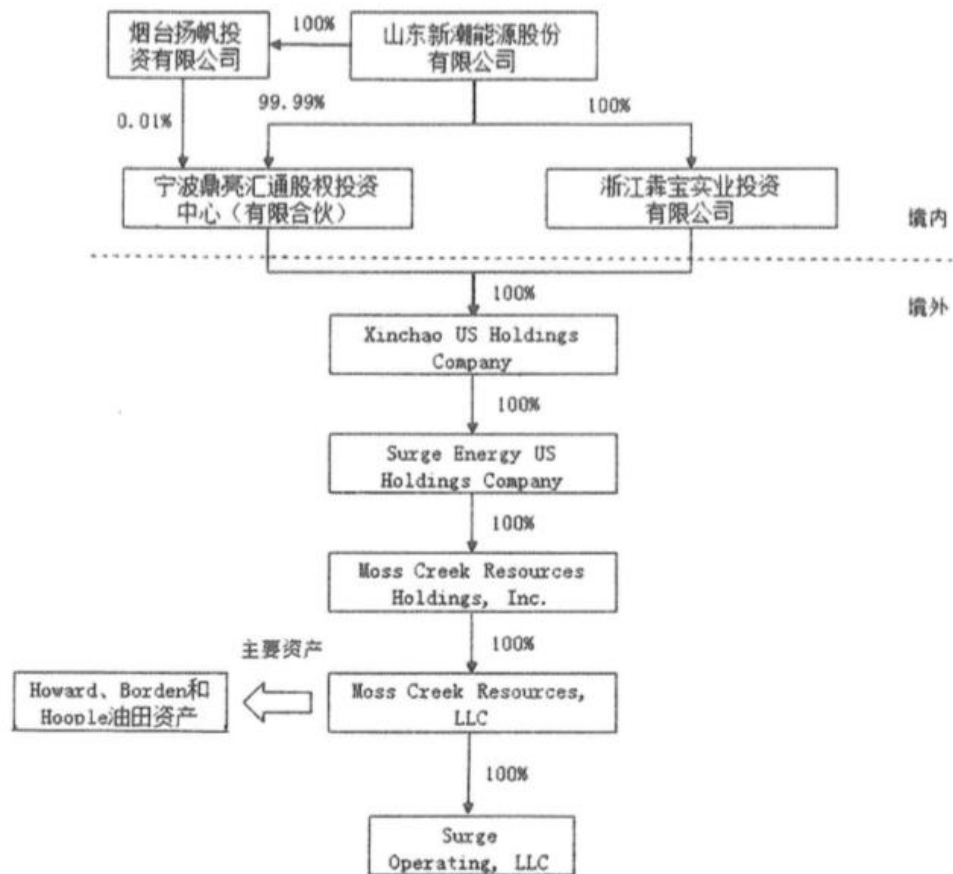 烟台扬帆投
资有限公司
100%
山东新潮能源股份
有限公司
0.01%
99.99%
100%
宁波鼎亮汇通股权投资
中心（有限合伙）
浙江犇宝实业投资
有限公司
境内
境外
100%
Xinchao US Holdings
Company
100%
Surge Energy US
Holdings Company
100%
Moss Creek Resources
Holdings, Inc.
100%
主要资产
Howard、Borden和
Hoople油田资产
Moss Creek Resources,
LLC
100%
Surge
Operating, LLC